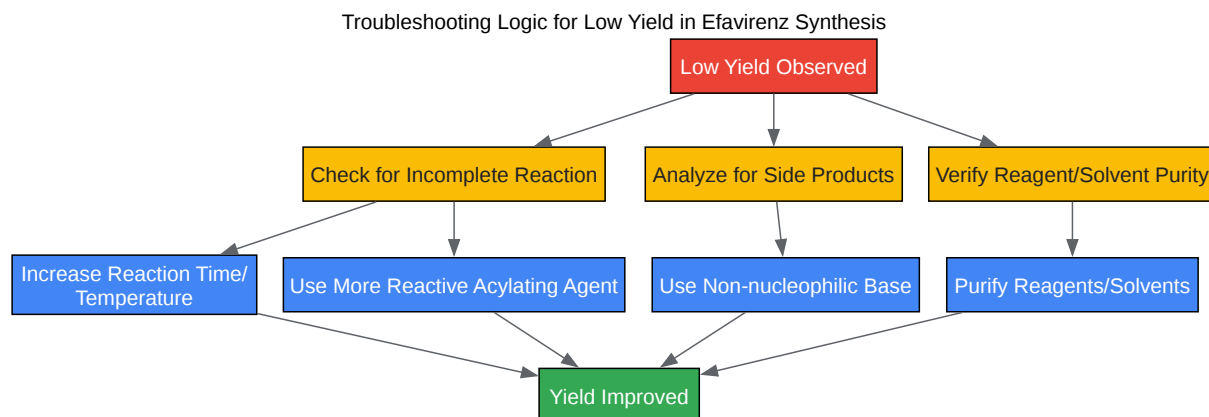 Troubleshooting Logic for Low Yield in Efavirenz Synthesis
Low Yield Observed
Check for Incomplete Reaction
Analyze for Side Products
Verify Reagent/Solvent Purity
Increase Reaction Time/
Temperature
Use More Reactive Acylating Agent
Use Non-nucleophilic Base
Purify Reagents/Solvents
Yield Improved